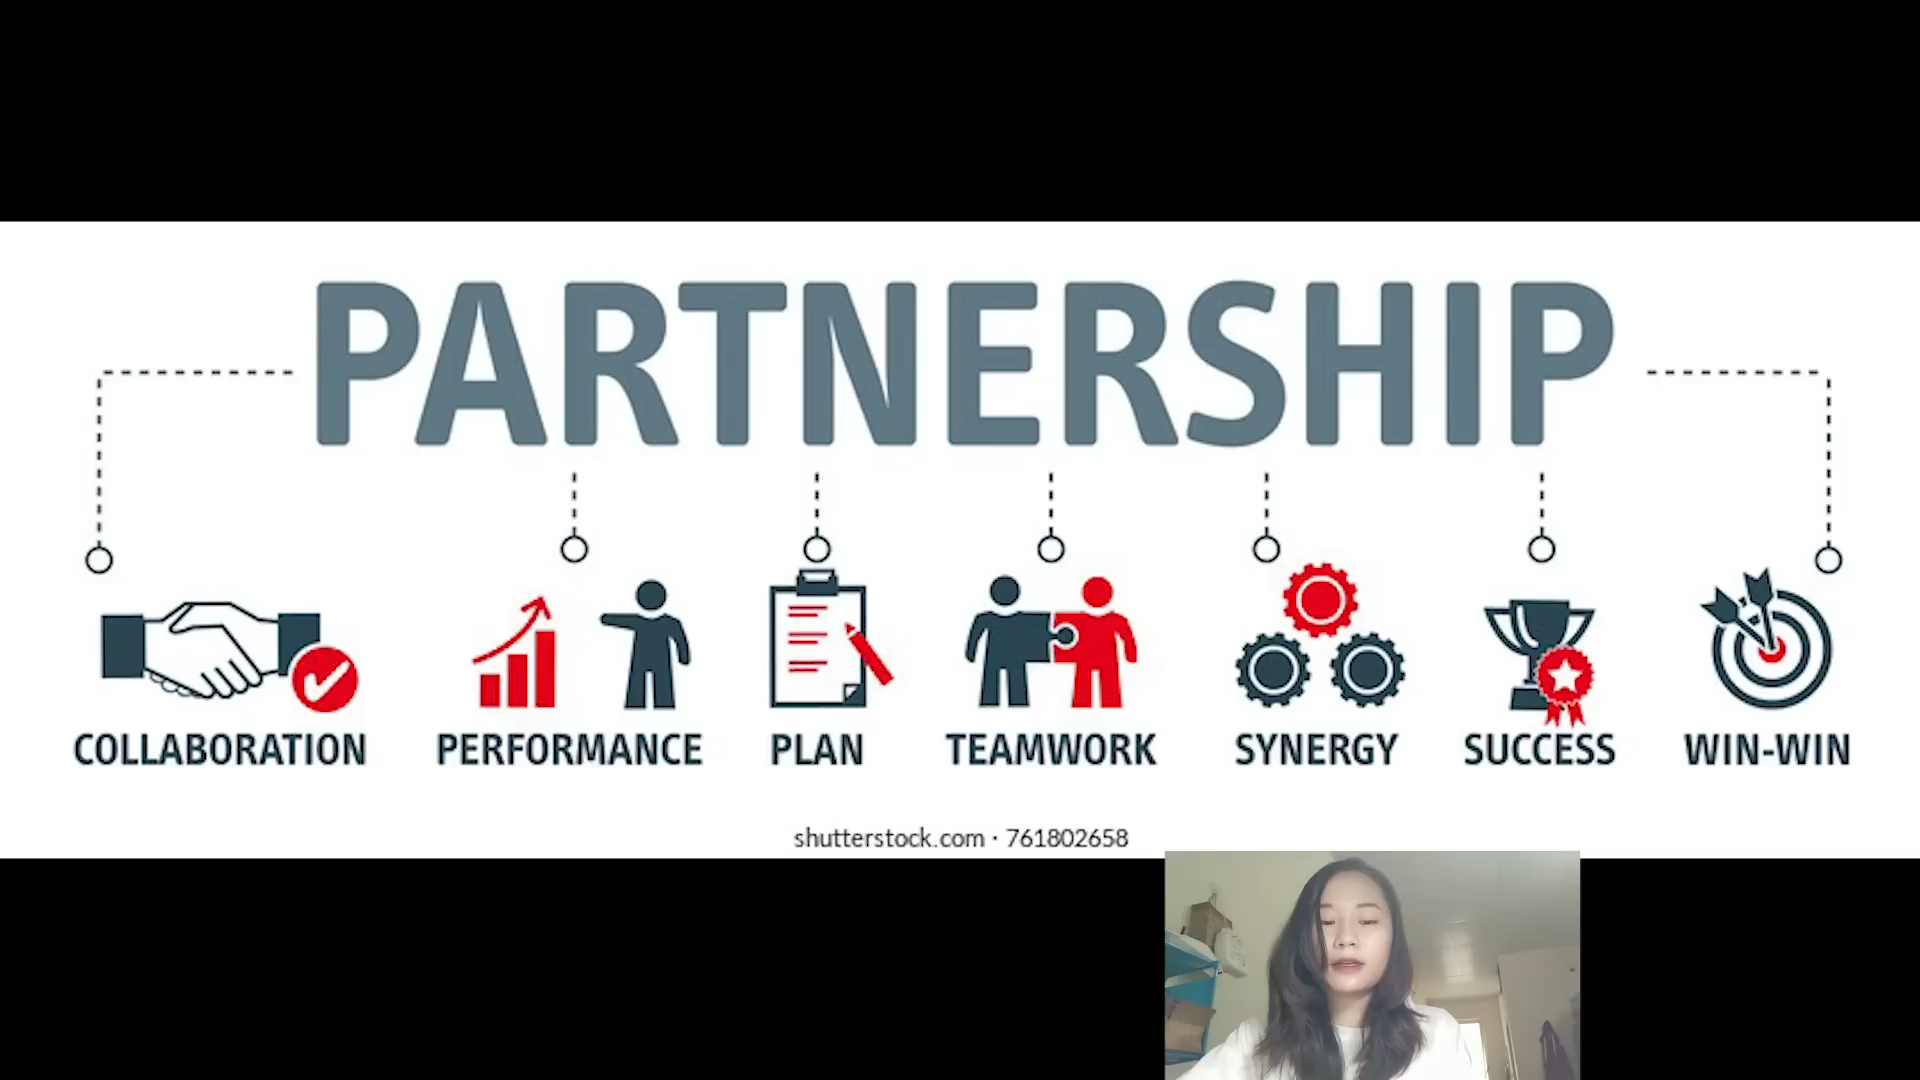 PARTNERSHIP
COLLABORATION PERFORMANCE PLAN TEAMWORK SYNERGY SUCCESS WIN-WIN
shutterstock.com · 761802658